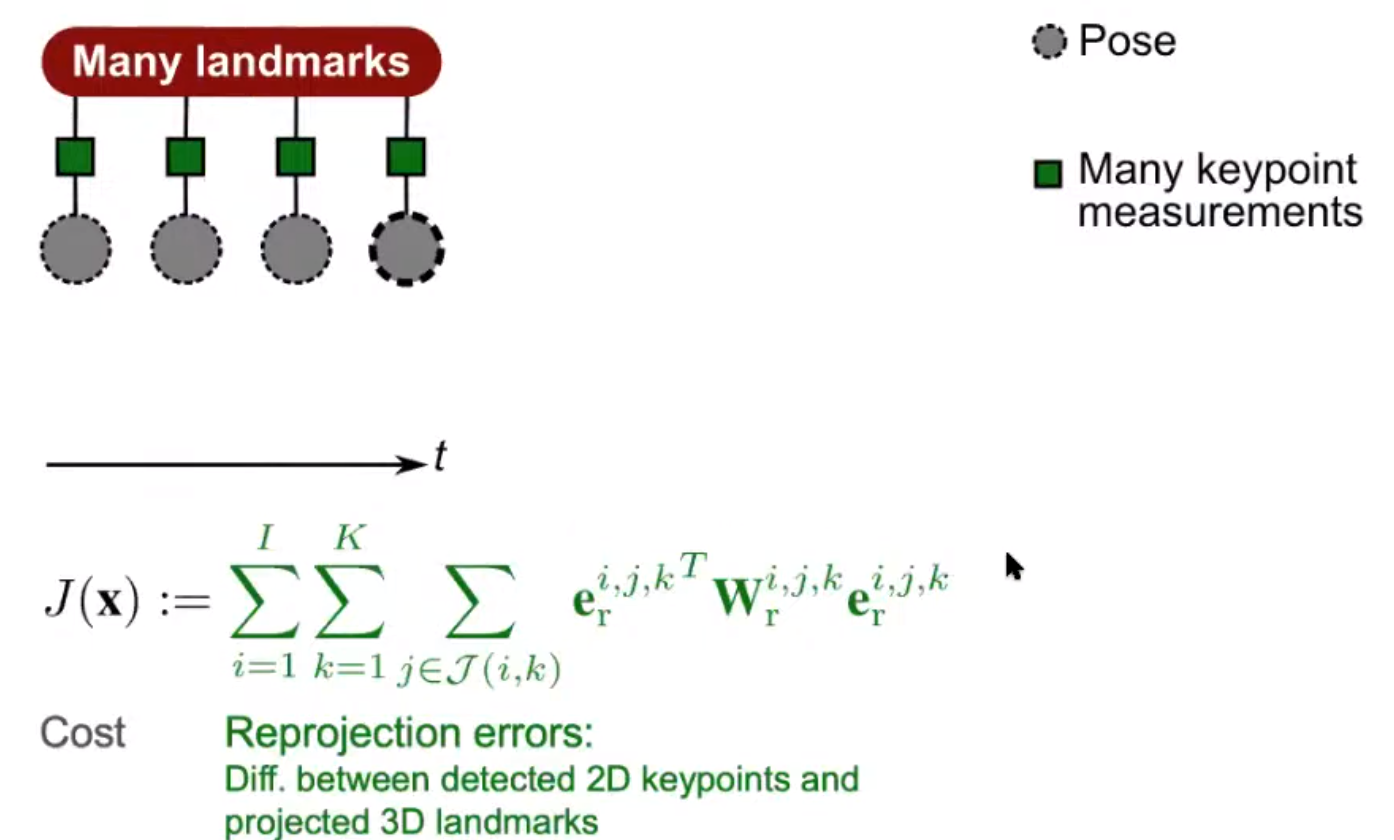 Many landmarks
Pose
Many keypoint
measurements
t
J(x) := \sum_{i=1}^{I} \sum_{k=1}^{K} \sum_{j \in \mathcal{J}(i,k)} \mathbf{e}_{\mathrm{r}}^{i,j,k^T} \mathbf{W}_{\mathrm{r}}^{i,j,k} \mathbf{e}_{\mathrm{r}}^{i,j,k}
Cost
Reprojection errors:
Diff. between detected 2D keypoints and
projected 3D landmarks